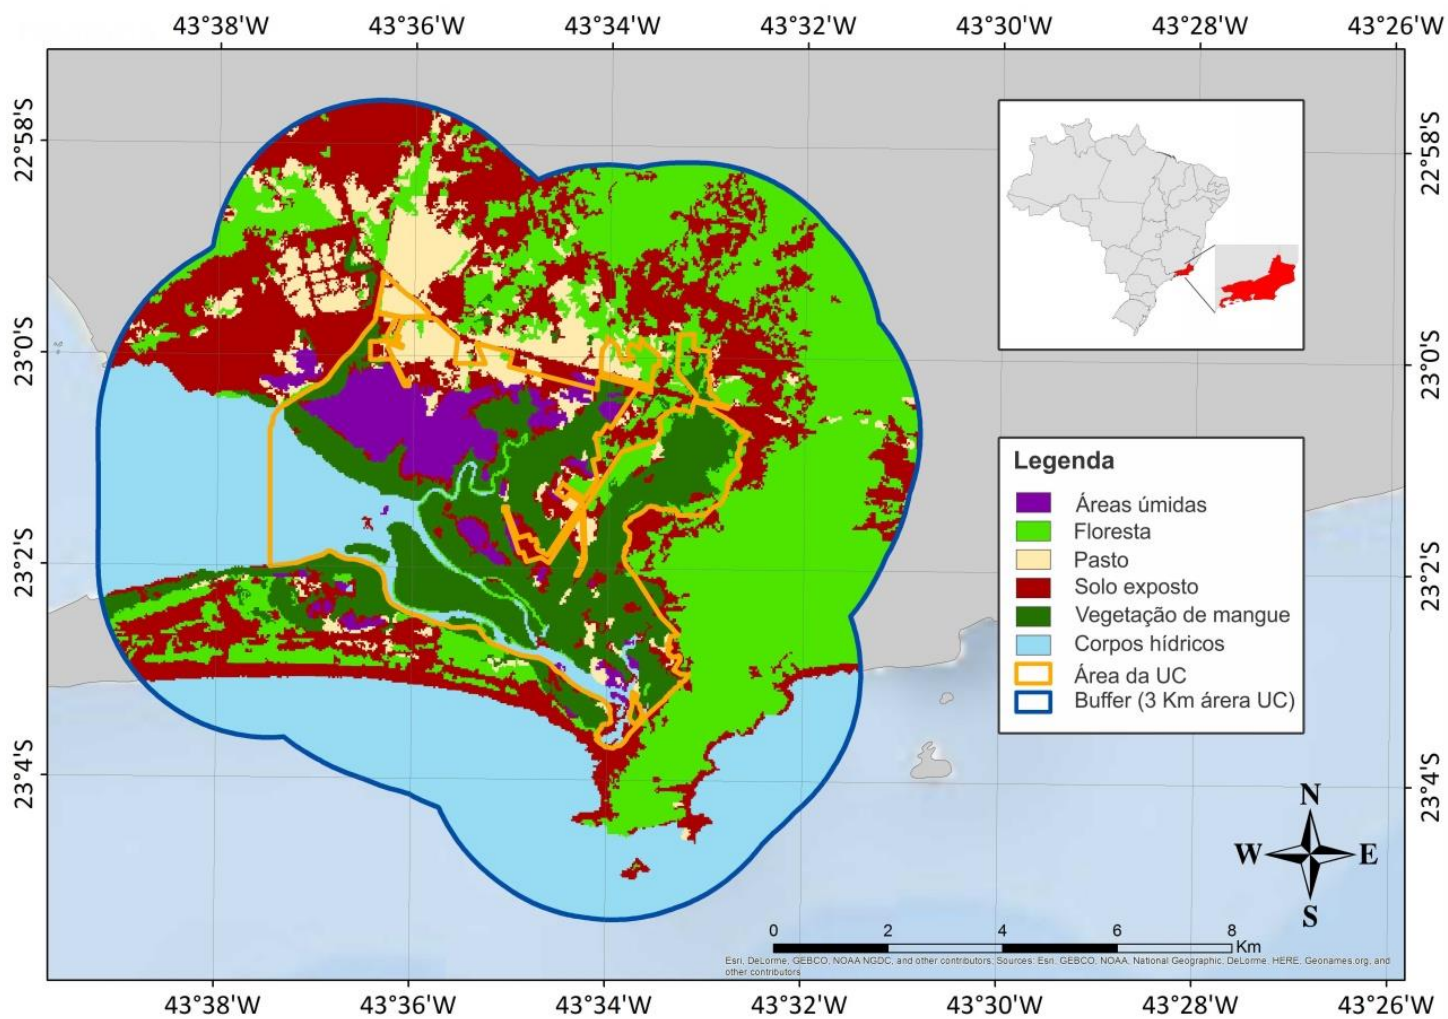 43°38'W 43°36'W 43°34'W 43°32'W 43°30'W 43°28'W 43°26'W
22°58'S
22°58'S
23°0'S
23°0'S
Legenda
Áreas úmidas
Floresta
Pasto
Solo exposto
Vegetação de mangue
Corpos hídricos
Área da UC
Buffer (3 Km árera UC)
23°2'S
23°2'S
23°4'S
23°4'S
N
W E
S
0 2 4 6 8
Km
Esri, DeLorme, GEBCO, NOAA NGDC, and other contributors; Sources: Esri, GEBCO, NOAA, National Geographic, DeLorme, HERE, Geonames.org, and
other contributors
43°38'W 43°36'W 43°34'W 43°32'W 43°30'W 43°28'W 43°26'W